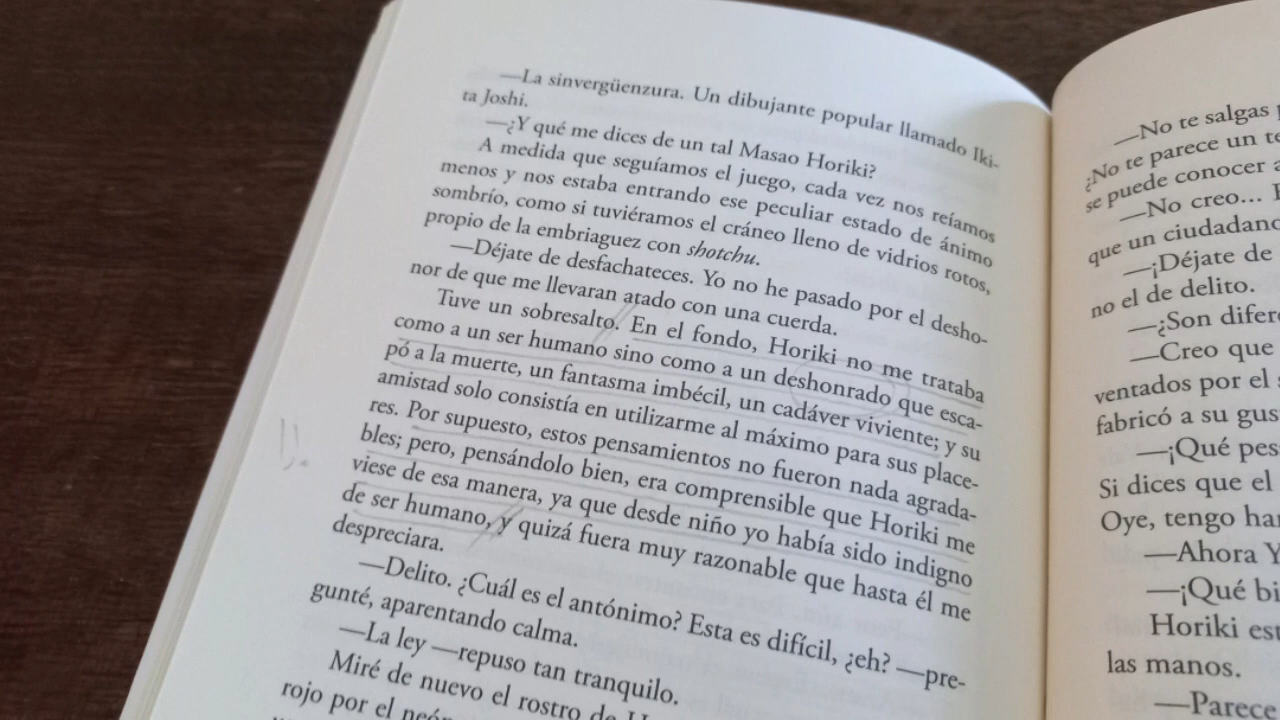 —La sinvergüenzura. Un dibujante popular llamado Iki-
ta Joshi.
—¿Y qué me dices de un tal Masao Horiki?
A medida que seguíamos el juego, cada vez nos reíamos
menos y nos estaba entrando ese peculiar estado de ánimo
sombrío, como si tuviéramos el cráneo lleno de vidrios rotos,
propio de la embriaguez con shotchu.
—Déjate de desfachateces. Yo no he pasado por el desho-
nor de que me llevaran atado con una cuerda.
Tuve un sobresalto. En el fondo, Horiki no me trataba
como a un ser humano sino como a un deshonrado que esca-
pó a la muerte, un fantasma imbécil, un cadáver viviente; y su
amistad solo consistía en utilizarme al máximo para sus place-
res. Por supuesto, estos pensamientos no fueron nada agrada-
bles; pero, pensándolo bien, era comprensible que Horiki me
viese de esa manera, ya que desde niño yo había sido indigno
de ser humano, y quizá fuera muy razonable que hasta él me
despreciara.
—Delito. ¿Cuál es el antónimo? Esta es difícil, ¿eh? —pre-
gunté, aparentando calma.
—La ley —repuso tan tranquilo.
Miré de nuevo el rostro de
rojo por el
—No te salgas
¿No te parece un
se puede conocer
—No creo...
que un ciudadano
—¡Déjate de
no el de delito.
—¿Son
—Creo que
ventados por el
fabricó a su
—¡Qué
Si dices que el
Oye, tengo
—Ahora
—¡Qué
Horiki
las manos.
—Parece